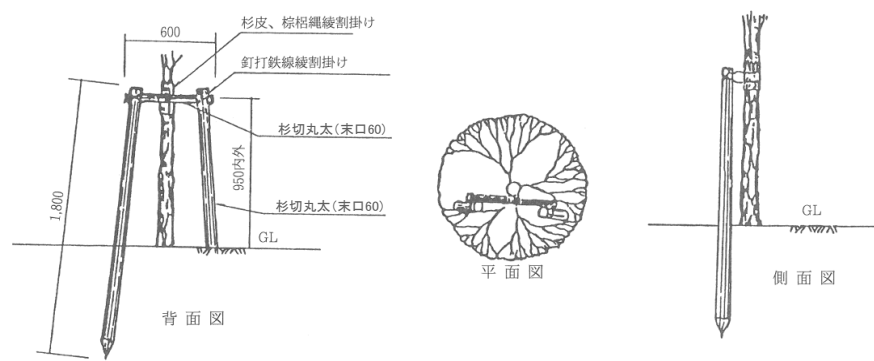 杉皮、棕梠縄綾割掛け
600
釘打鉄線綾割掛け
杉切丸太(末口60)
950内外
1,800
杉切丸太(末口60)
GL
背面図
平面図
GL
側面図